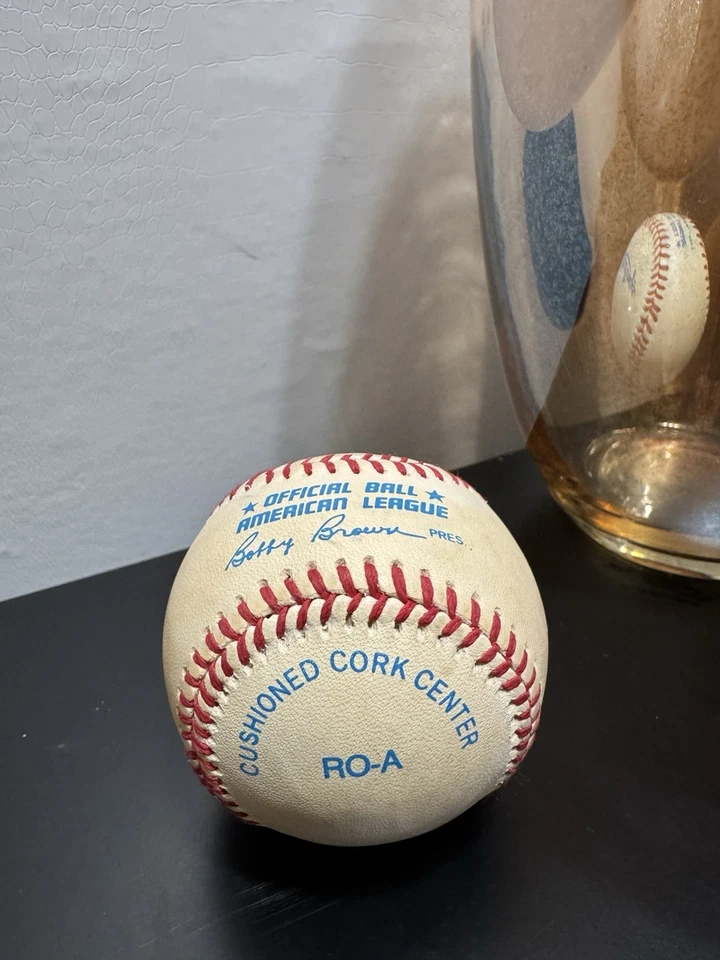 ★ OFFICIAL BALL ★
AMERICAN LEAGUE
Bobby Brown PRES.
CUSHIONED CORK CENTER
RO-A